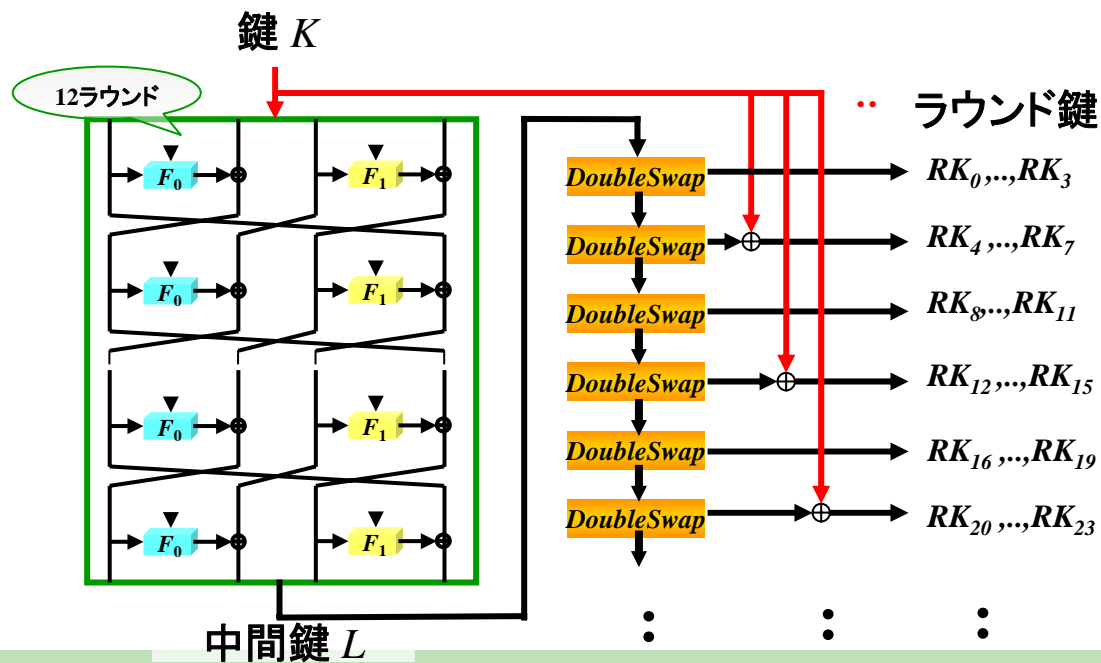 鍵 K
12ラウンド
F0 F1
F0 F1
F0 F1
F0 F1
中間鍵 L
‥ ラウンド鍵
DoubleSwap RK0,..,RK3
DoubleSwap ⊕ RK4,..,RK7
DoubleSwap RK8,..,RK11
DoubleSwap ⊕ RK12,..,RK15
DoubleSwap RK16,..,RK19
DoubleSwap ⊕ RK20,..,RK23
: : :